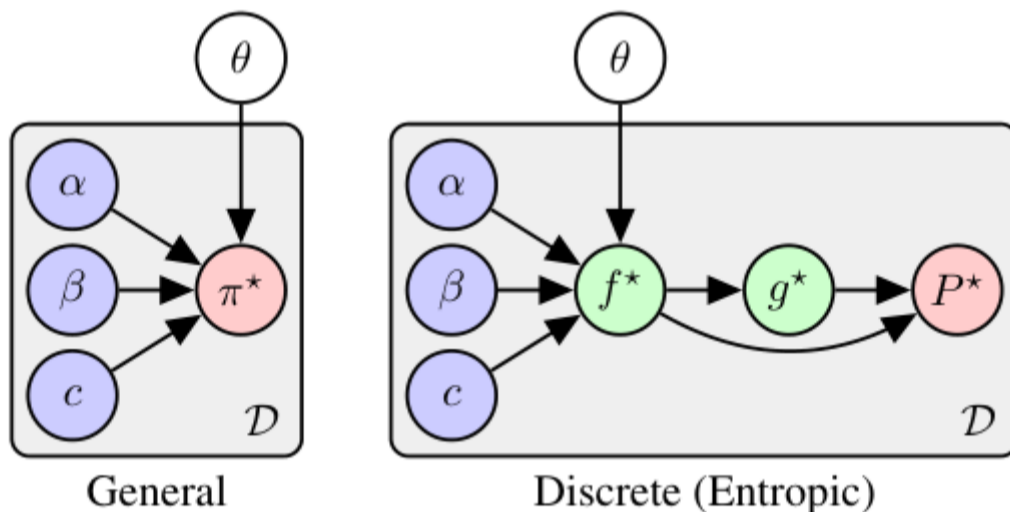 θ
α
β
π⋆
c
𝒟
General
θ
α
β
f⋆
g⋆
P⋆
c
𝒟
Discrete (Entropic)